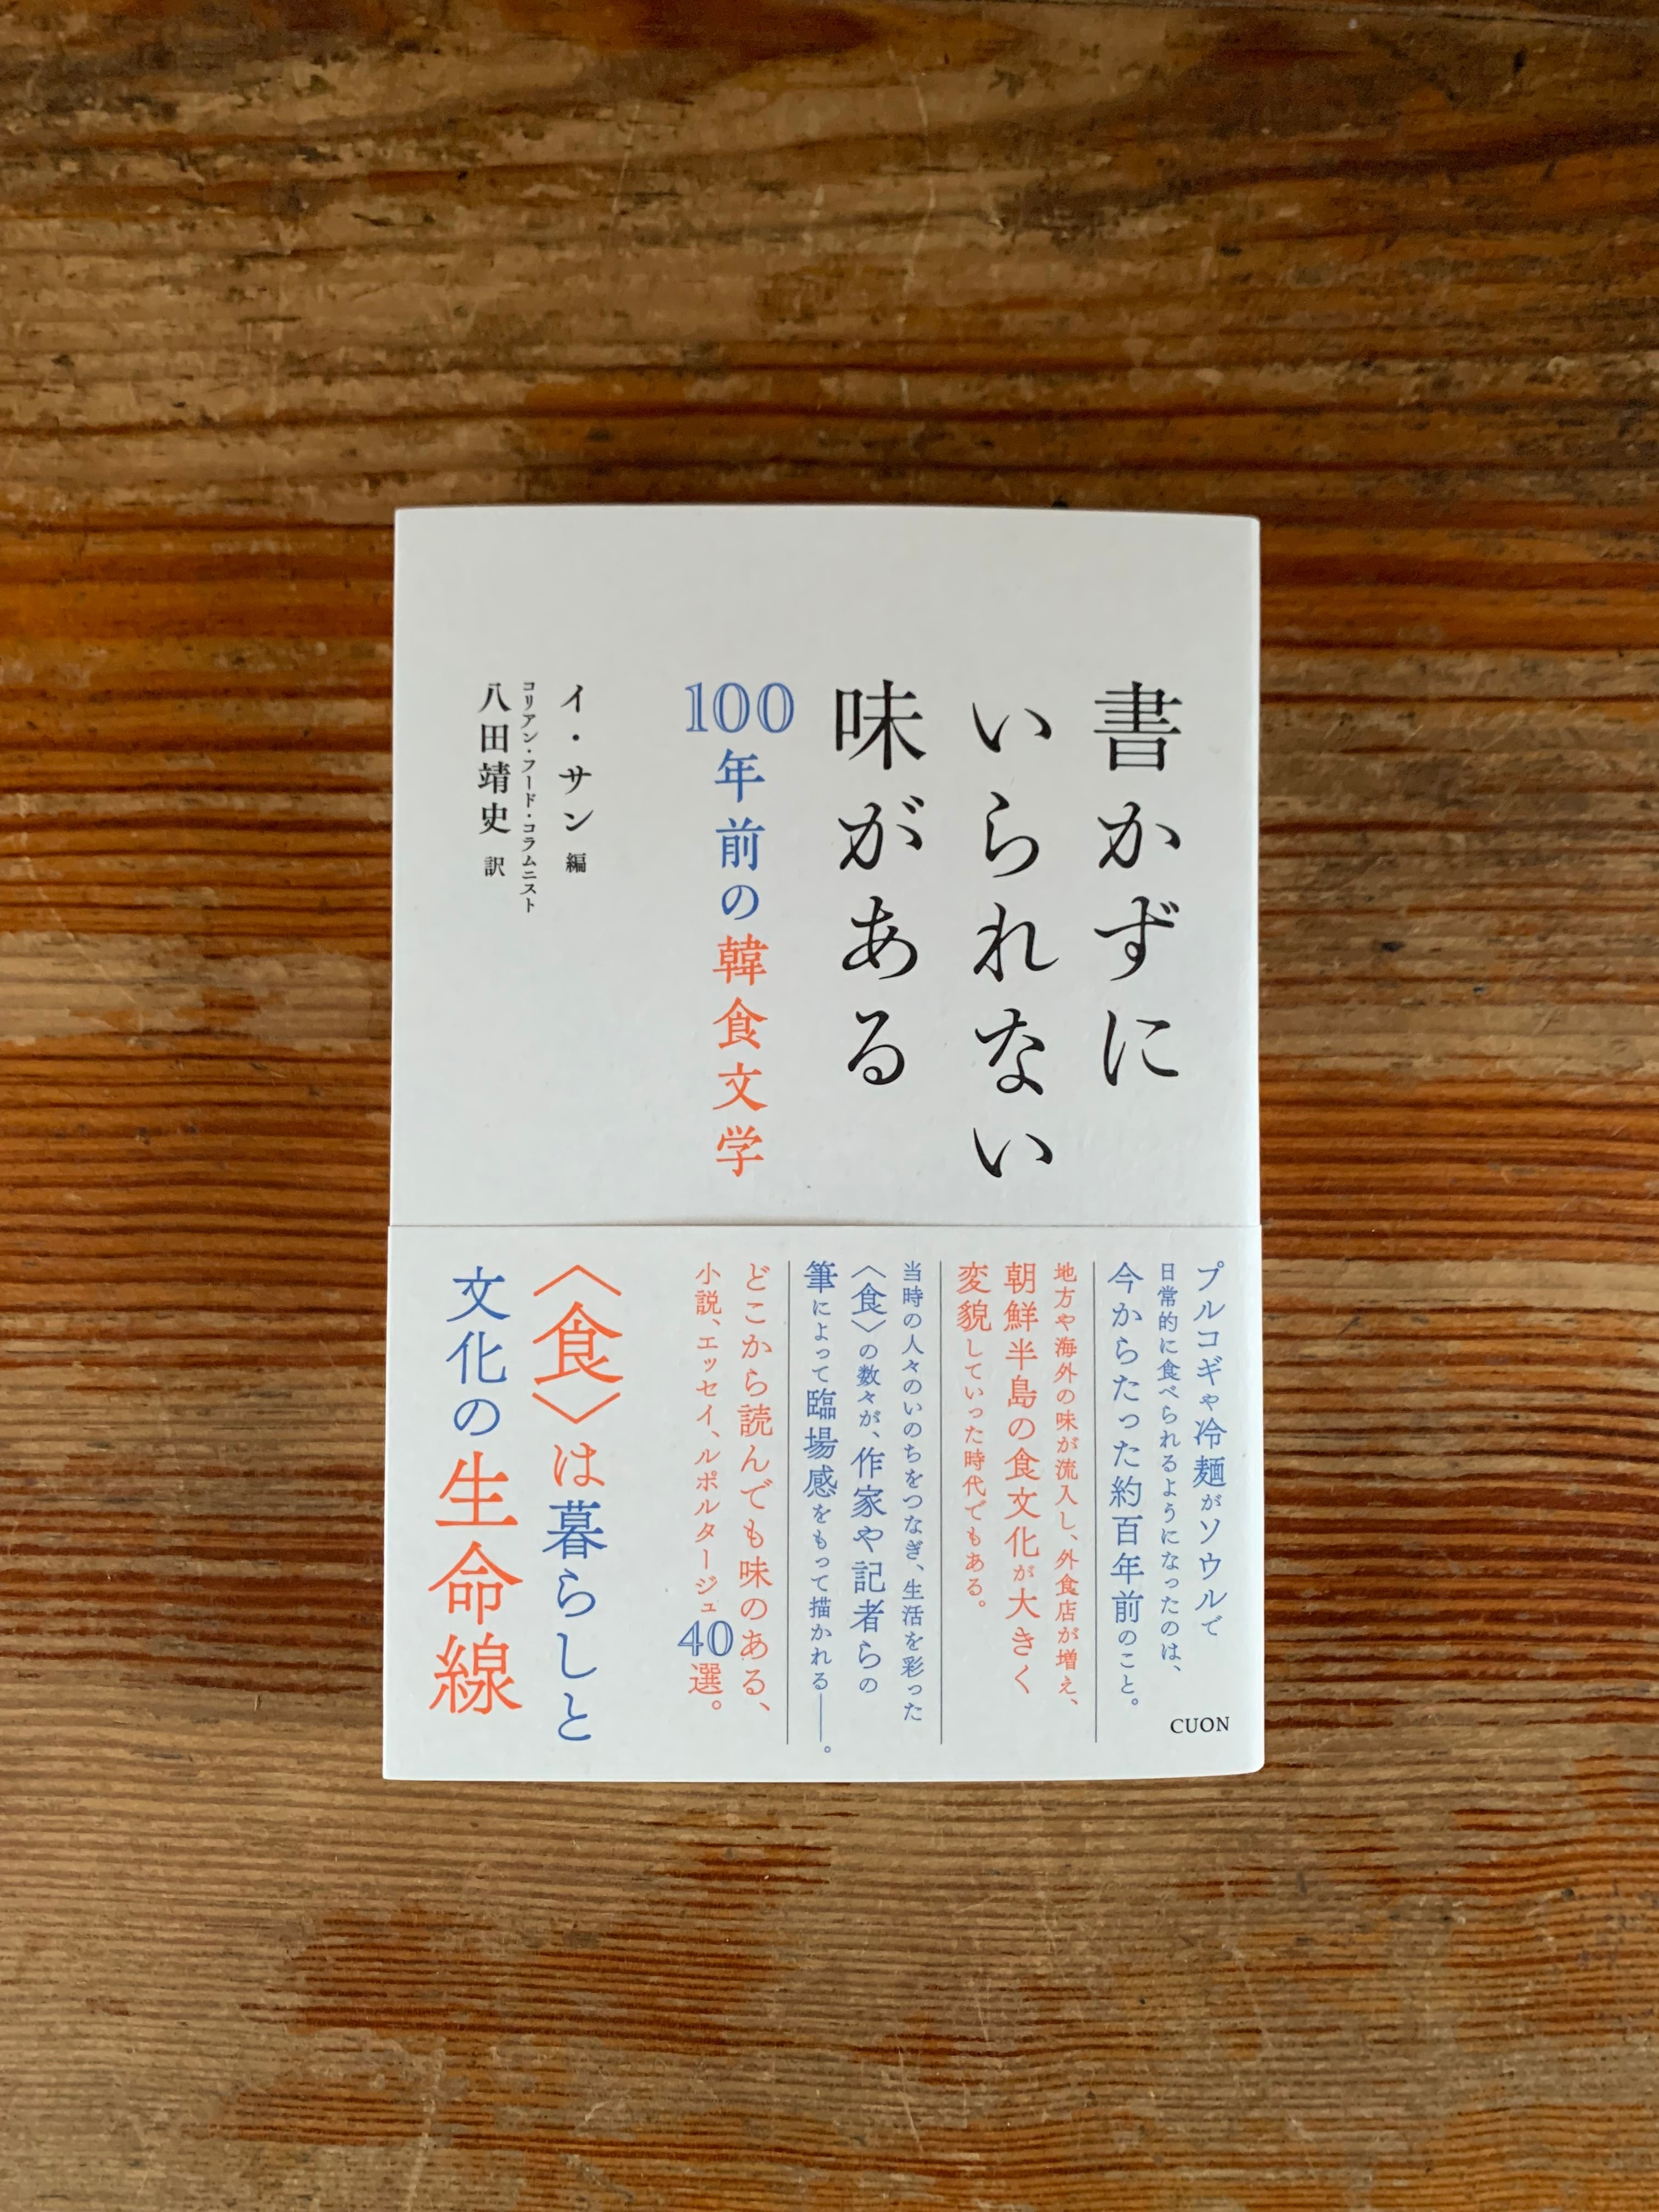 書かずに
いられない
味がある
100年前の韓食文学
イ・サン 編
コリアン・フード・コラムニスト
八田靖史 訳
プルコギや冷麺がソウルで
日常的に食べられるようになったのは、
今からたった約百年前のこと。
地方や海外の味が流入し、外食店が増え、
朝鮮半島の食文化が大きく
変貌していった時代でもある。
当時の人々のいのちをつなぎ、生活を彩った
〈食〉の数々が、作家や記者らの
筆によって臨場感をもって描かれる――。
どこから読んでも味のある、
小説、エッセイ、ルポルタージュ40選。
〈食〉は暮らしと
文化の生命線
CUON